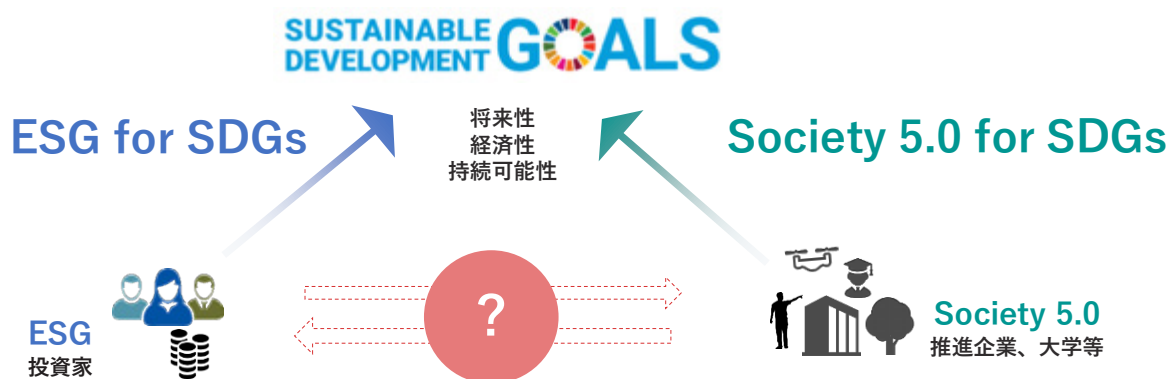 SUSTAINABLE
DEVELOPMENT GOALS
ESG for SDGs
将来性
経済性
持続可能性
Society 5.0 for SDGs
?
ESG
投資家
Society 5.0
推進企業、大学等